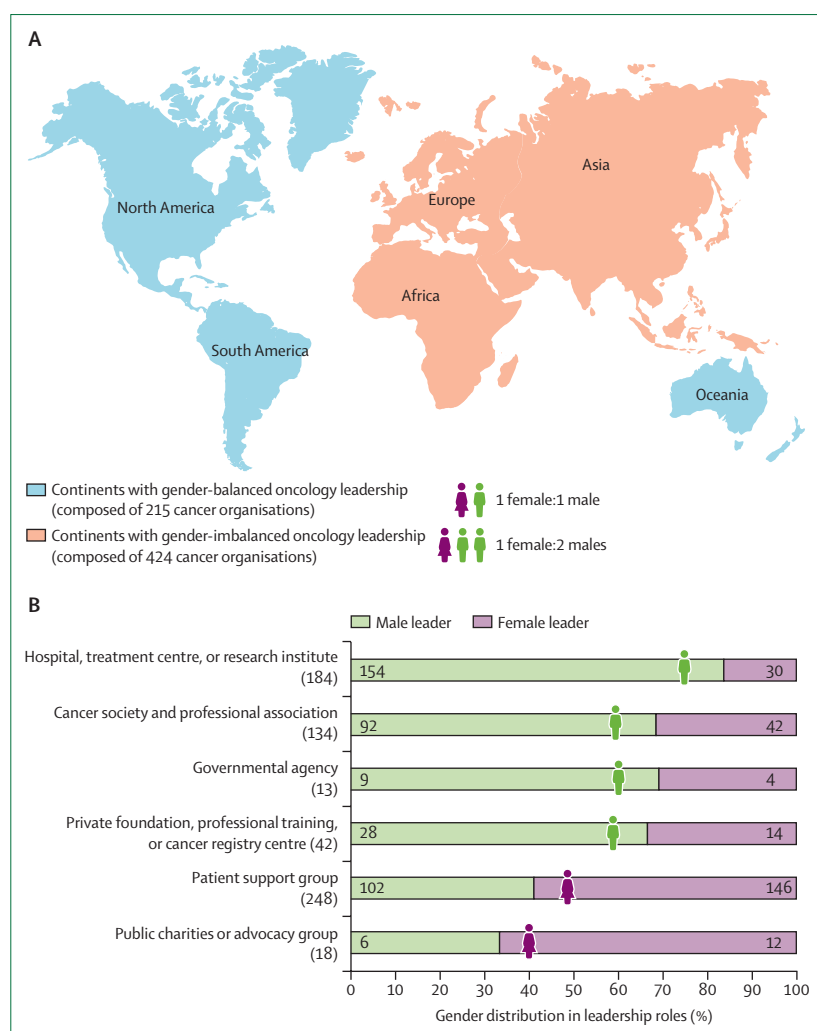 A
North America
Europe
Asia
Africa
South America
Oceania
Continents with gender-balanced oncology leadership
(composed of 215 cancer organisations)
1 female:1 male
Continents with gender-imbalanced oncology leadership
(composed of 424 cancer organisations)
1 female:2 males
B
Male leader
Female leader
Hospital, treatment centre, or research institute
(184)
154
30
Cancer society and professional association
(134)
92
42
Governmental agency
(13)
9
4
Private foundation, professional training,
or cancer registry centre (42)
28
14
Patient support group
(248)
102
146
Public charities or advocacy group
(18)
6
12
0 10 20 30 40 50 60 70 80 90 100
Gender distribution in leadership roles (%)